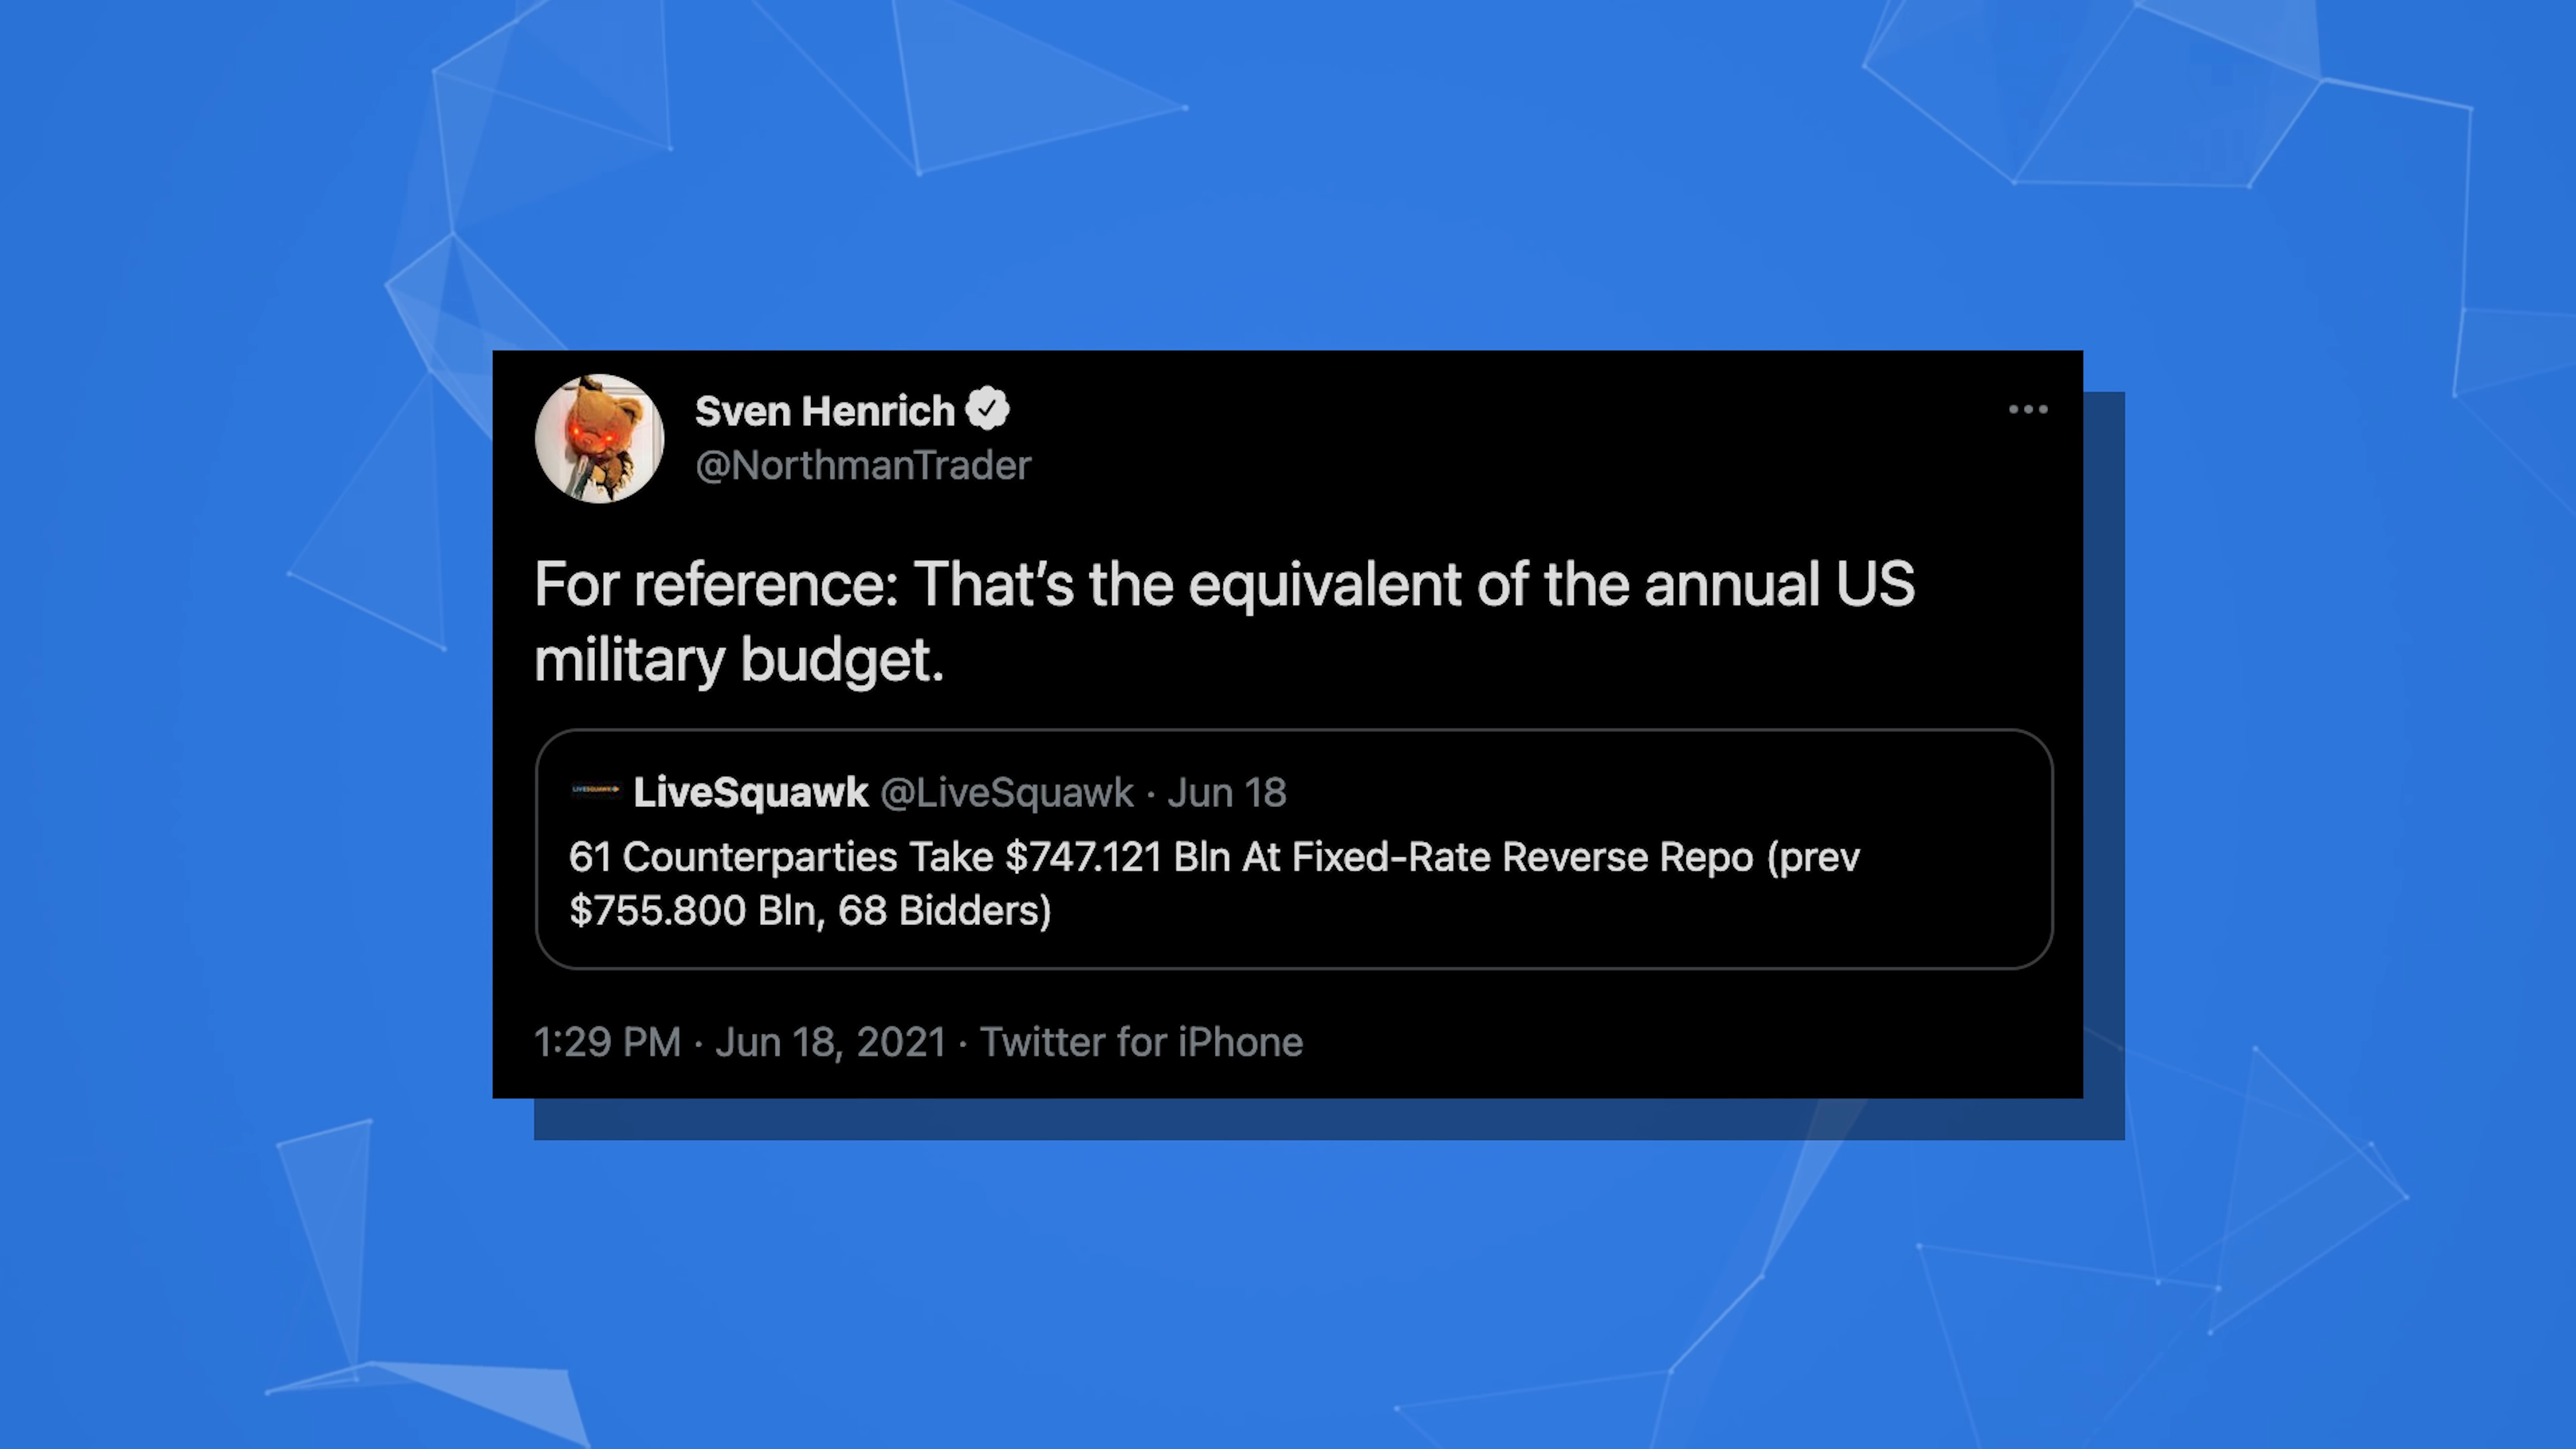 Sven Henrich
@NorthmanTrader
For reference: That’s the equivalent of the annual US
military budget.
LIVESQUAWK
LiveSquawk @LiveSquawk · Jun 18
61 Counterparties Take $747.121 Bln At Fixed-Rate Reverse Repo (prev
$755.800 Bln, 68 Bidders)
1:29 PM · Jun 18, 2021 · Twitter for iPhone